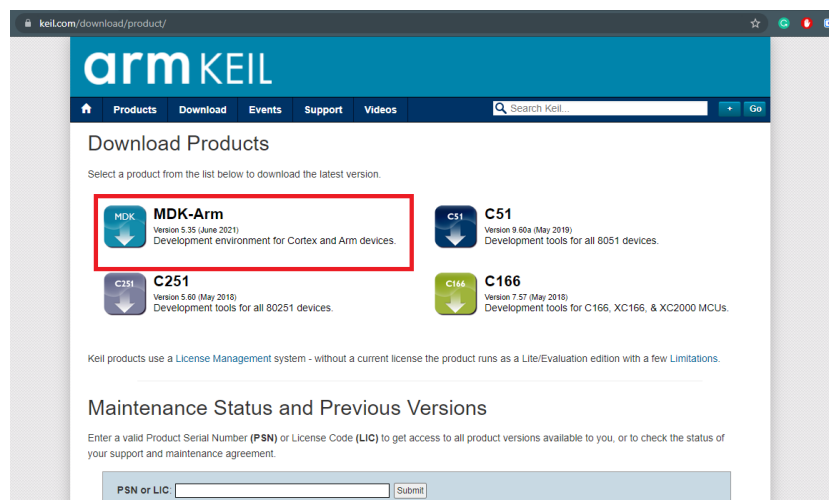 keil.com/download/product/
arm KEIL
Products Download Events Support Videos Search Keil... + Go
Download Products
Select a product from the list below to download the latest version.
MDK
MDK-Arm
Version 5.35 (June 2021)
Development environment for Cortex and Arm devices.
C51
C51
Version 9.60a (May 2019)
Development tools for all 8051 devices.
C251
C251
Version 5.60 (May 2018)
Development tools for all 80251 devices.
C166
C166
Version 7.57 (May 2018)
Development tools for C166, XC166, & XC2000 MCUs.
Keil products use a License Management system - without a current license the product runs as a Lite/Evaluation edition with a few Limitations.
Maintenance Status and Previous Versions
Enter a valid Product Serial Number (PSN) or License Code (LIC) to get access to all product versions available to you, or to check the status of
your support and maintenance agreement.
PSN or LIC: Submit